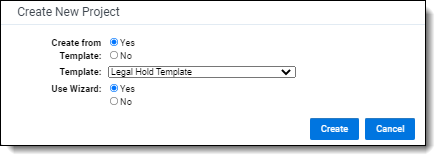 Create New Project
Create from Template:
Yes
No
Template:
Legal Hold Template
Use Wizard:
Yes
No
Create
Cancel